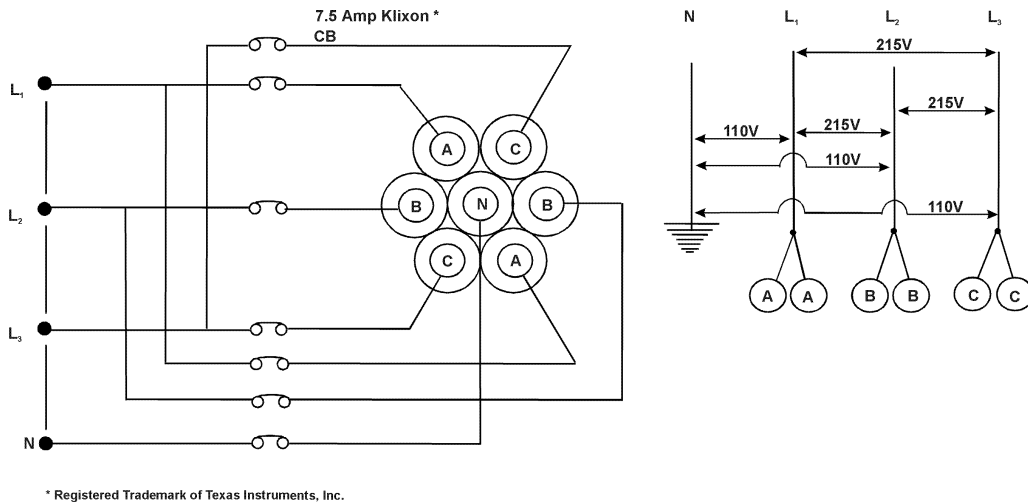 7.5 Amp Klixon *
CB
L1
L2
L3
N
A
C
B
N
B
C
A
* Registered Trademark of Texas Instruments, Inc.
N L1 L2 L3
215V
215V
110V 215V
110V
110V
A A B B C C